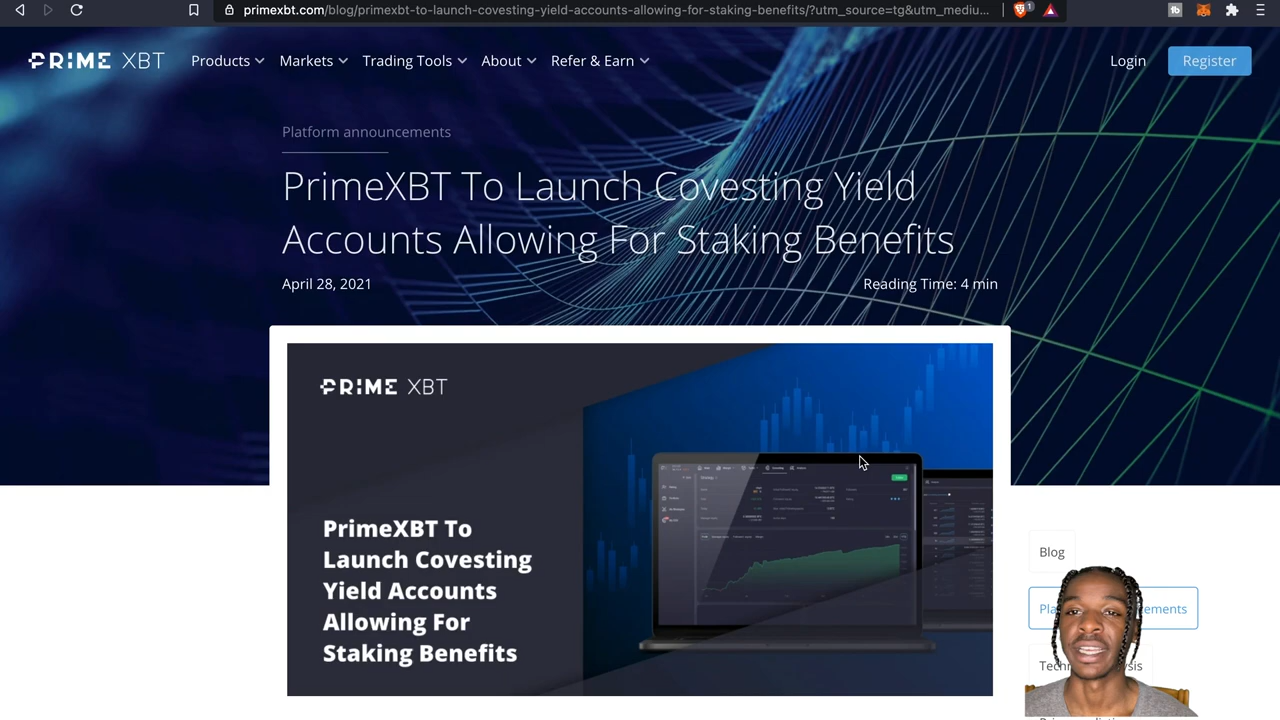 primexbt.com/blog/primexbt-to-launch-covesting-yield-accounts-allowing-for-staking-benefits/?utm_source=tg&utm_mediu...
1
tb
PRIME XBT
Products
Markets
Trading Tools
About
Refer & Earn
Login
Register
Platform announcements
PrimeXBT To Launch Covesting Yield
Accounts Allowing For Staking Benefits
April 28, 2021
Reading Time: 4 min
PRIME XBT
PrimeXBT To
Launch Covesting
Yield Accounts
Allowing For
Staking Benefits
Blog